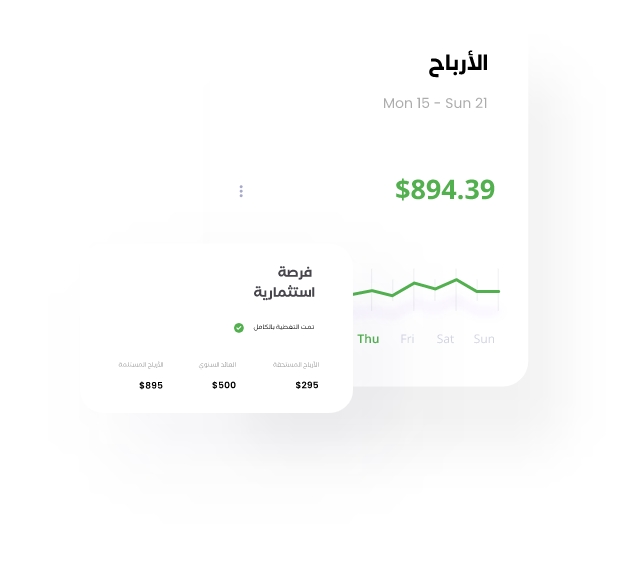 الأرباح
Mon 15 - Sun 21
$894.39
Thu Fri Sat Sun
فرصة
استثمارية
تمت التغطية بالكامل
الأرباح المستحقة العائد السنوي الأرباح المستلمة
$295 $500 $895